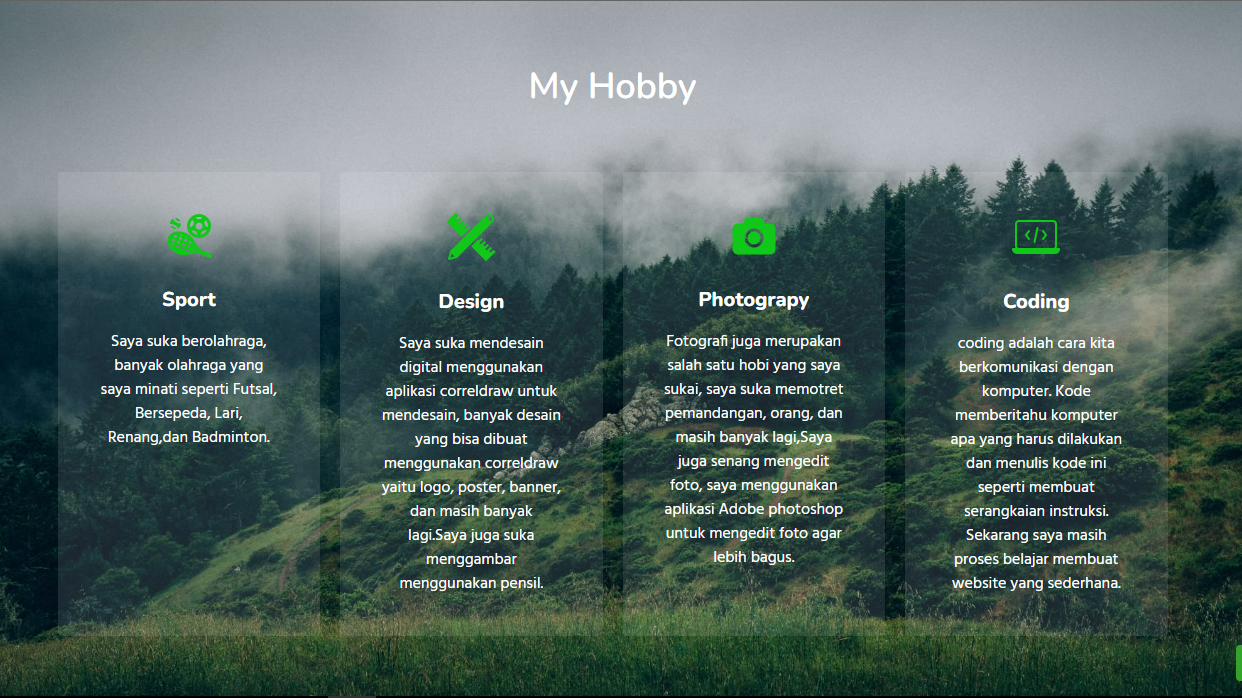 My Hobby
Sport
Saya suka berolahraga,
banyak olahraga yang
saya minati seperti Futsal,
Bersepeda, Lari,
Renang,dan Badminton.
Design
Saya suka mendesain
digital menggunakan
aplikasi correldraw untuk
mendesain, banyak desain
yang bisa dibuat
menggunakan correldraw
yaitu logo, poster, banner,
dan masih banyak
lagi.Saya juga suka
menggambar
menggunakan pensil.
Photograpy
Fotografi juga merupakan
salah satu hobi yang saya
sukai, saya suka memotret
pemandangan, orang, dan
masih banyak lagi,Saya
juga senang mengedit
foto, saya menggunakan
aplikasi Adobe photoshop
untuk mengedit foto agar
lebih bagus.
Coding
coding adalah cara kita
berkomunikasi dengan
komputer. Kode
memberitahu komputer
apa yang harus dilakukan
dan menulis kode ini
seperti membuat
serangkaian instruksi.
Sekarang saya masih
proses belajar membuat
website yang sederhana.